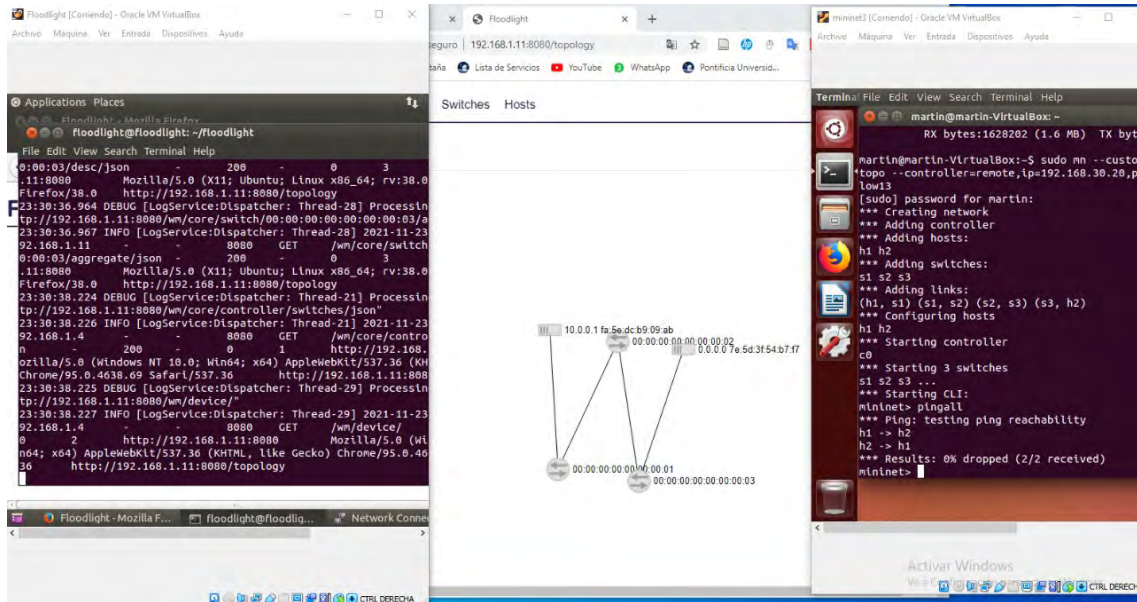 Floodlight [Corriendo] - Oracle VM VirtualBox
Archivo Máquina Ver Entrada Dispositivos Ayuda
Applications Places
Floodlight - Mozilla Firefox
floodlight@floodlight: ~/floodlight
File Edit View Search Terminal Help
0:00:03/desc/json - 200 - 0 3
.11:8080 Mozilla/5.0 (X11; Ubuntu; Linux x86_64; rv:38.0
Firefox/38.0 http://192.168.1.11:8080/topology
23:30:36.964 DEBUG [LogService:Dispatcher: Thread-28] Processin
tp://192.168.1.11:8080/wm/core/switch/00:00:00:00:00:00:00:03/a
23:30:36.967 INFO [LogService:Dispatcher: Thread-28] 2021-11-23
92.168.1.11 - - 8080 GET /wm/core/switch
0:00:03/aggregate/json - 200 - 0 3
.11:8080 Mozilla/5.0 (X11; Ubuntu; Linux x86_64; rv:38.0
Firefox/38.0 http://192.168.1.11:8080/topology
23:30:38.224 DEBUG [LogService:Dispatcher: Thread-21] Processin
tp://192.168.1.11:8080/wm/core/controller/switches/json"
23:30:38.226 INFO [LogService:Dispatcher: Thread-21] 2021-11-23
92.168.1.4 - - 8080 GET /wm/core/contro
n - 200 - 0 1 http://192.168.
ozilla/5.0 (Windows NT 10.0; Win64; x64) AppleWebKit/537.36 (KH
Chrome/95.0.4638.69 Safari/537.36 http://192.168.1.11:808
23:30:38.225 DEBUG [LogService:Dispatcher: Thread-29] Processin
tp://192.168.1.11:8080/wm/device/"
23:30:38.227 INFO [LogService:Dispatcher: Thread-29] 2021-11-23
92.168.1.4 - - 8080 GET /wm/device/
0 2 http://192.168.1.11:8080 Mozilla/5.0 (Wi
n64; x64) AppleWebKit/537.36 (KHTML, like Gecko) Chrome/95.0.46
36 http://192.168.1.11:8080/topology
Floodlight - Mozilla F... floodlight@floodlig... Network Conne
CTRL DERECHA
Floodlight
eguro 192.168.1.11:8080/topology
taña Lista de Servicios YouTube WhatsApp Pontificia Universid...
Switches Hosts
10.0.0.1 fa:5e:dc:b9:09:ab
00:00:00:00:00:00:00:02
0.0.0.0 7e:5d:3f:54:b7:f7
00:00:00:00:00:00:00:01
00:00:00:00:00:00:00:03
mininet3 [Corriendo] - Oracle VM VirtualBox
Archivo Máquina Ver Entrada Dispositivos Ayuda
Terminal File Edit View Search Terminal Help
martin@martin-VirtualBox: ~
RX bytes:1628202 (1.6 MB) TX byt
martin@martin-VirtualBox:~$ sudo mn --custo
topo --controller=remote,ip=192.168.30.20,p
low13
[sudo] password for martin:
*** Creating network
*** Adding controller
*** Adding hosts:
h1 h2
*** Adding switches:
s1 s2 s3
*** Adding links:
(h1, s1) (s1, s2) (s2, s3) (s3, h2)
*** Configuring hosts
h1 h2
*** Starting controller
c0
*** Starting 3 switches
s1 s2 s3 ...
*** Starting CLI:
mininet> pingall
*** Ping: testing ping reachability
h1 -> h2
h2 -> h1
*** Results: 0% dropped (2/2 received)
mininet>
Activar Windows
CTRL DERECH